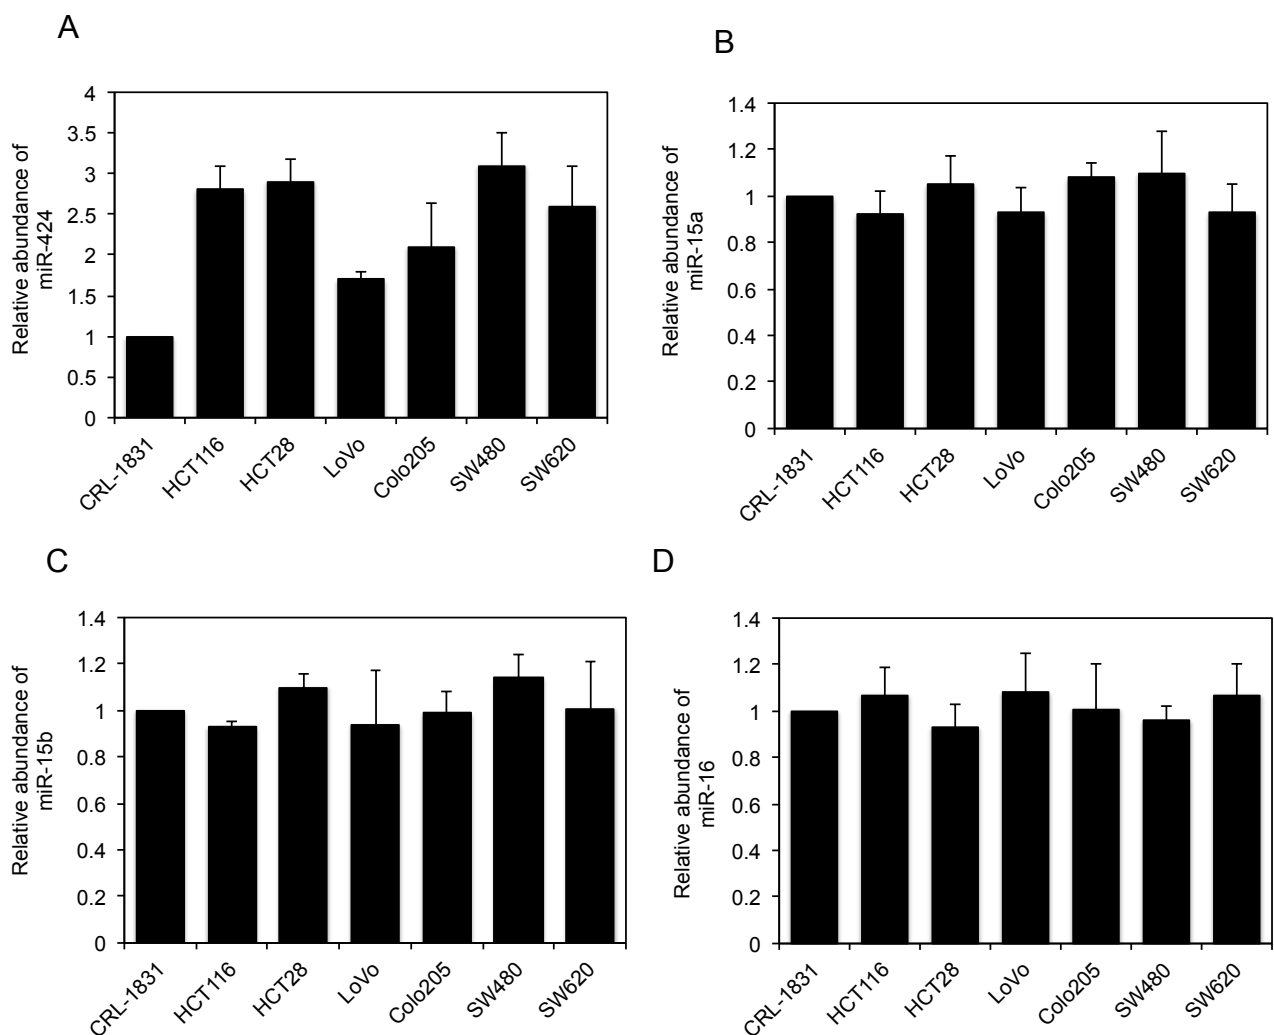 A
Relative abundance of
miR-424
4
3.5
3
2.5
2
1.5
1
0.5
0
CRL-1831
HCT116
HCT28
LoVo
Colo205
SW480
SW620
B
Relative abundance of
miR-15a
1.4
1.2
1
0.8
0.6
0.4
0.2
0
CRL-1831
HCT116
HCT28
LoVo
Colo205
SW480
SW620
C
Relative abundance of
miR-15b
1.4
1.2
1
0.8
0.6
0.4
0.2
0
CRL-1831
HCT116
HCT28
LoVo
Colo205
SW480
SW620
D
Relative abundance of
miR-16
1.4
1.2
1
0.8
0.6
0.4
0.2
0
CRL-1831
HCT116
HCT28
LoVo
Colo205
SW480
SW620